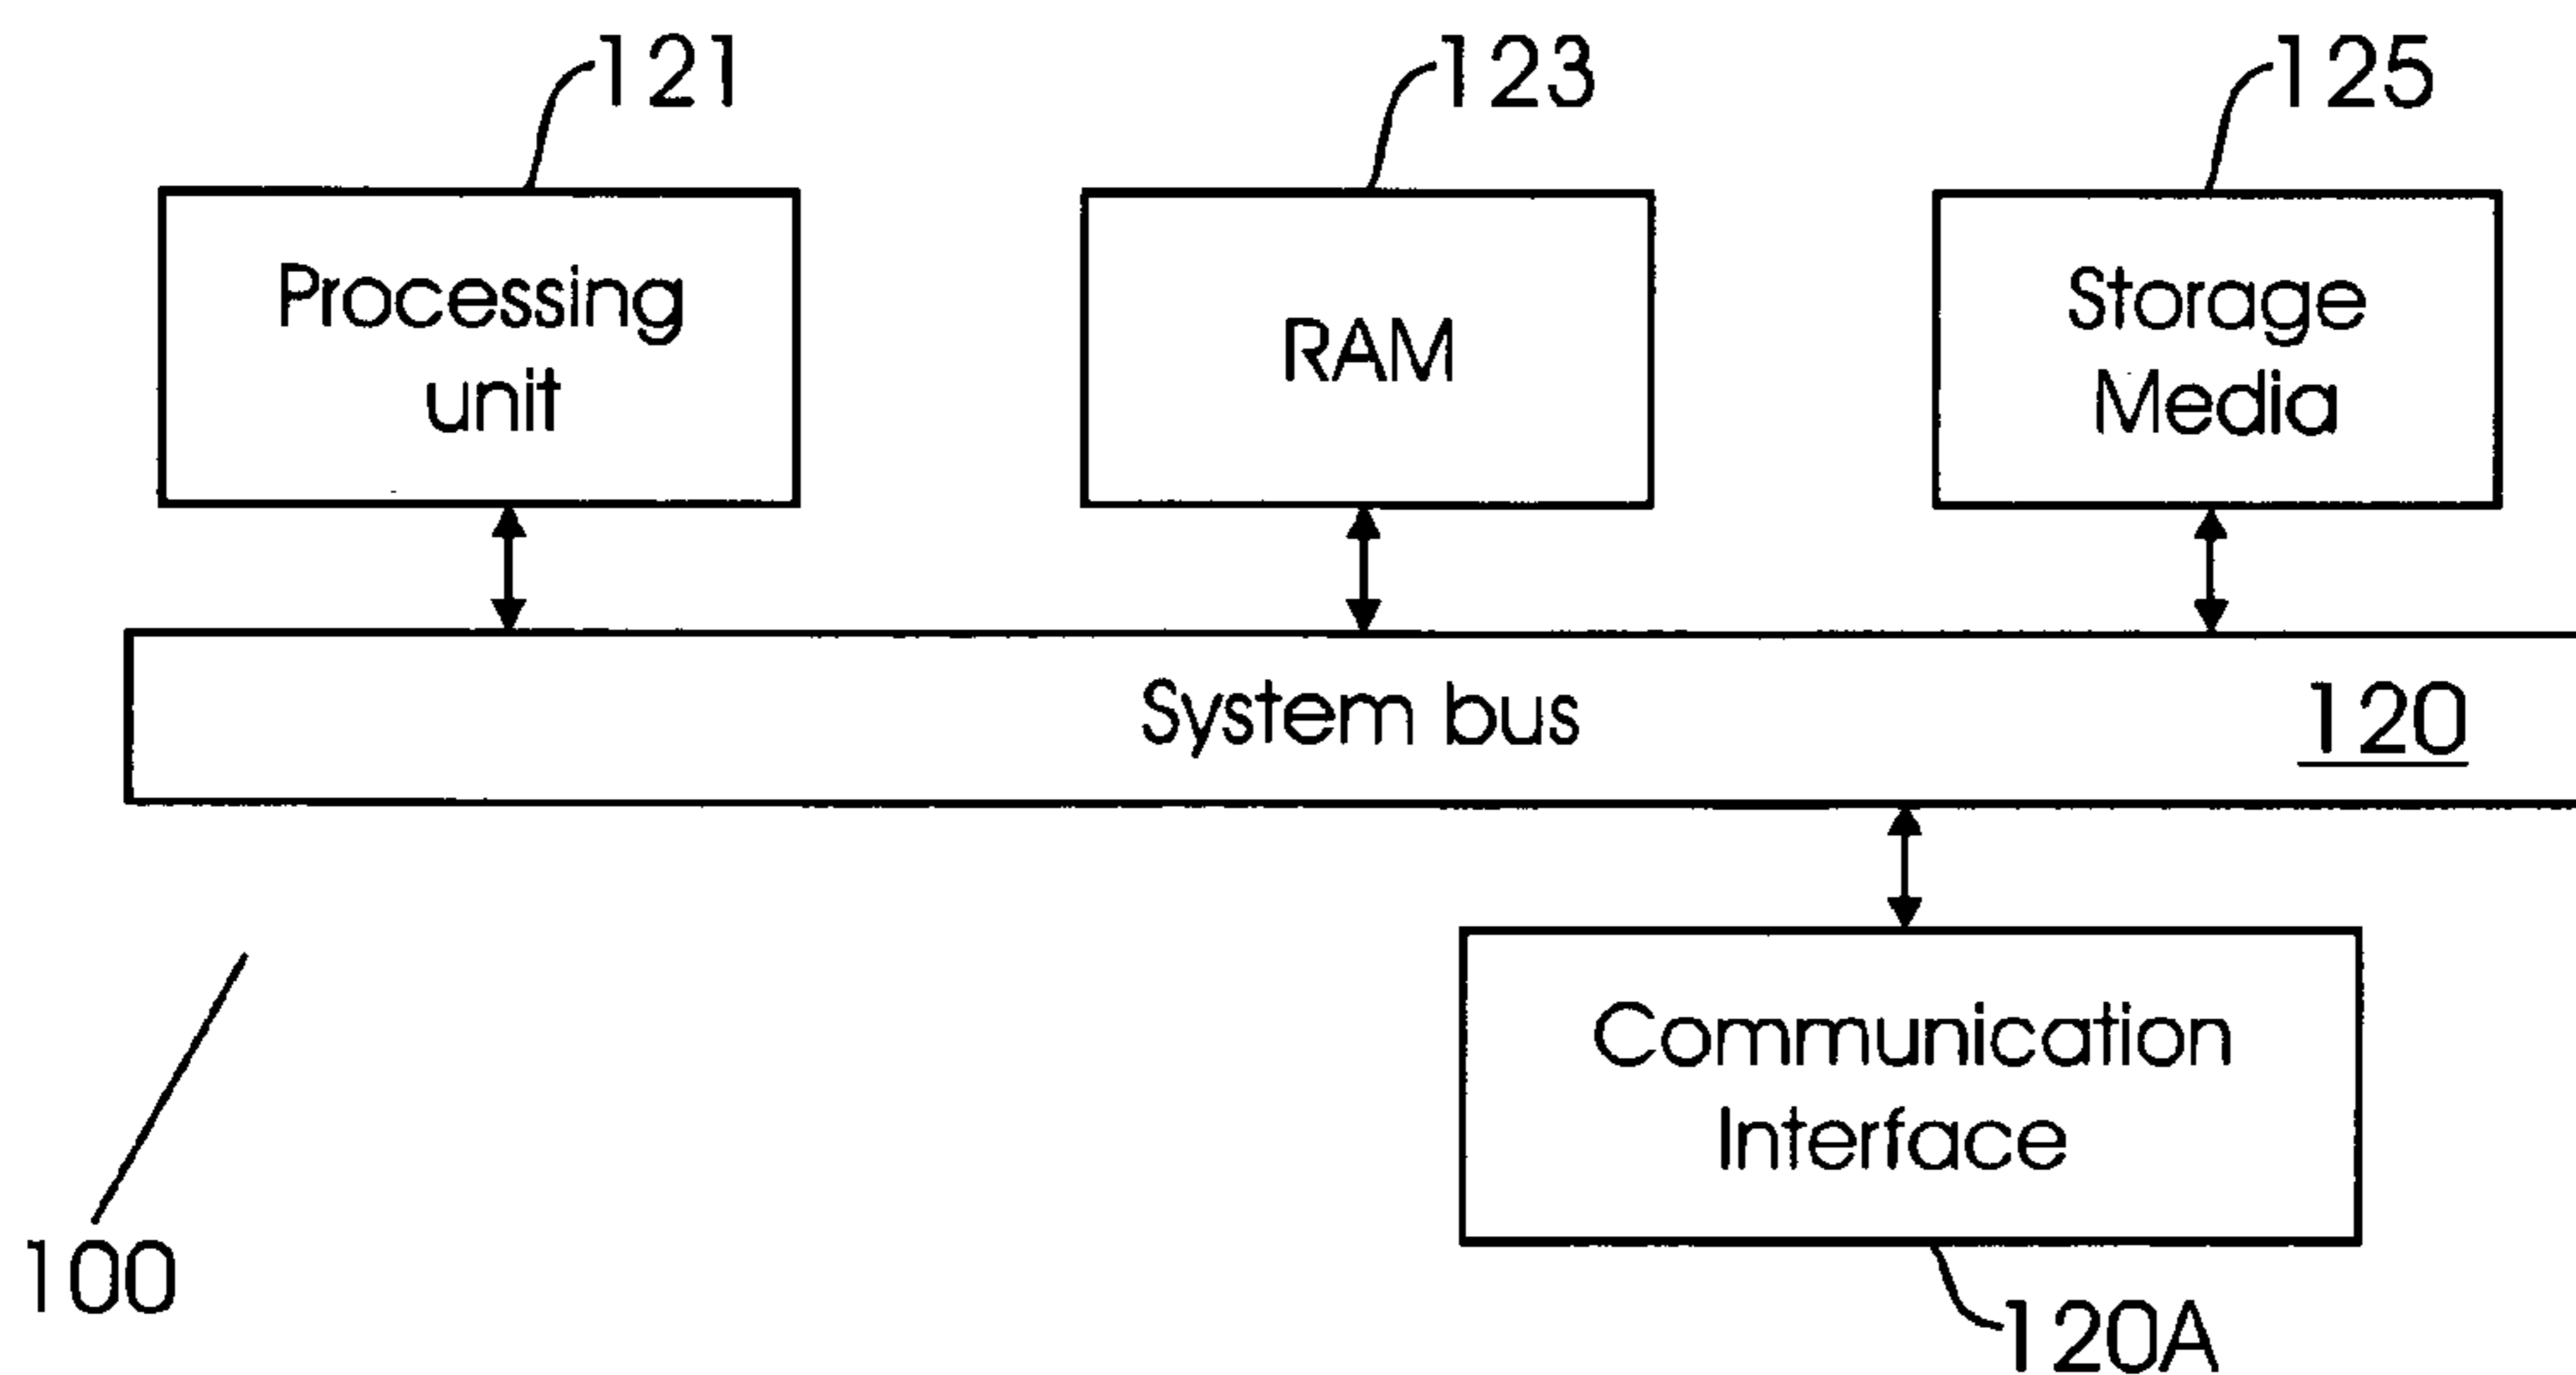 121
123
125
Processing
unit
RAM
Storage
Media
System bus
120
Communication
Interface
100
120A